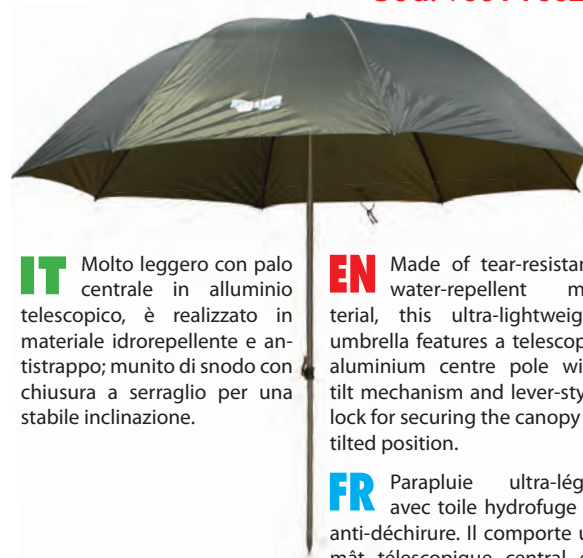 IT Molto leggero con palo
centrale in alluminio
telescopico, è realizzato in
materiale idrorepellente e an-
tistrappo; munito di snodo con
chiusura a serraglio per una
stabile inclinazione.
EN Made of tear-resistan
water-repellent m
terial, this ultra-lightweig
umbrella features a telescop
aluminium centre pole wi
tilt mechanism and lever-sty
lock for securing the canopy
tilted position.
FR Parapluie ultra-lég
avec toile hydrofuge
anti-déchirure. Il comporte u
mât télescopique central